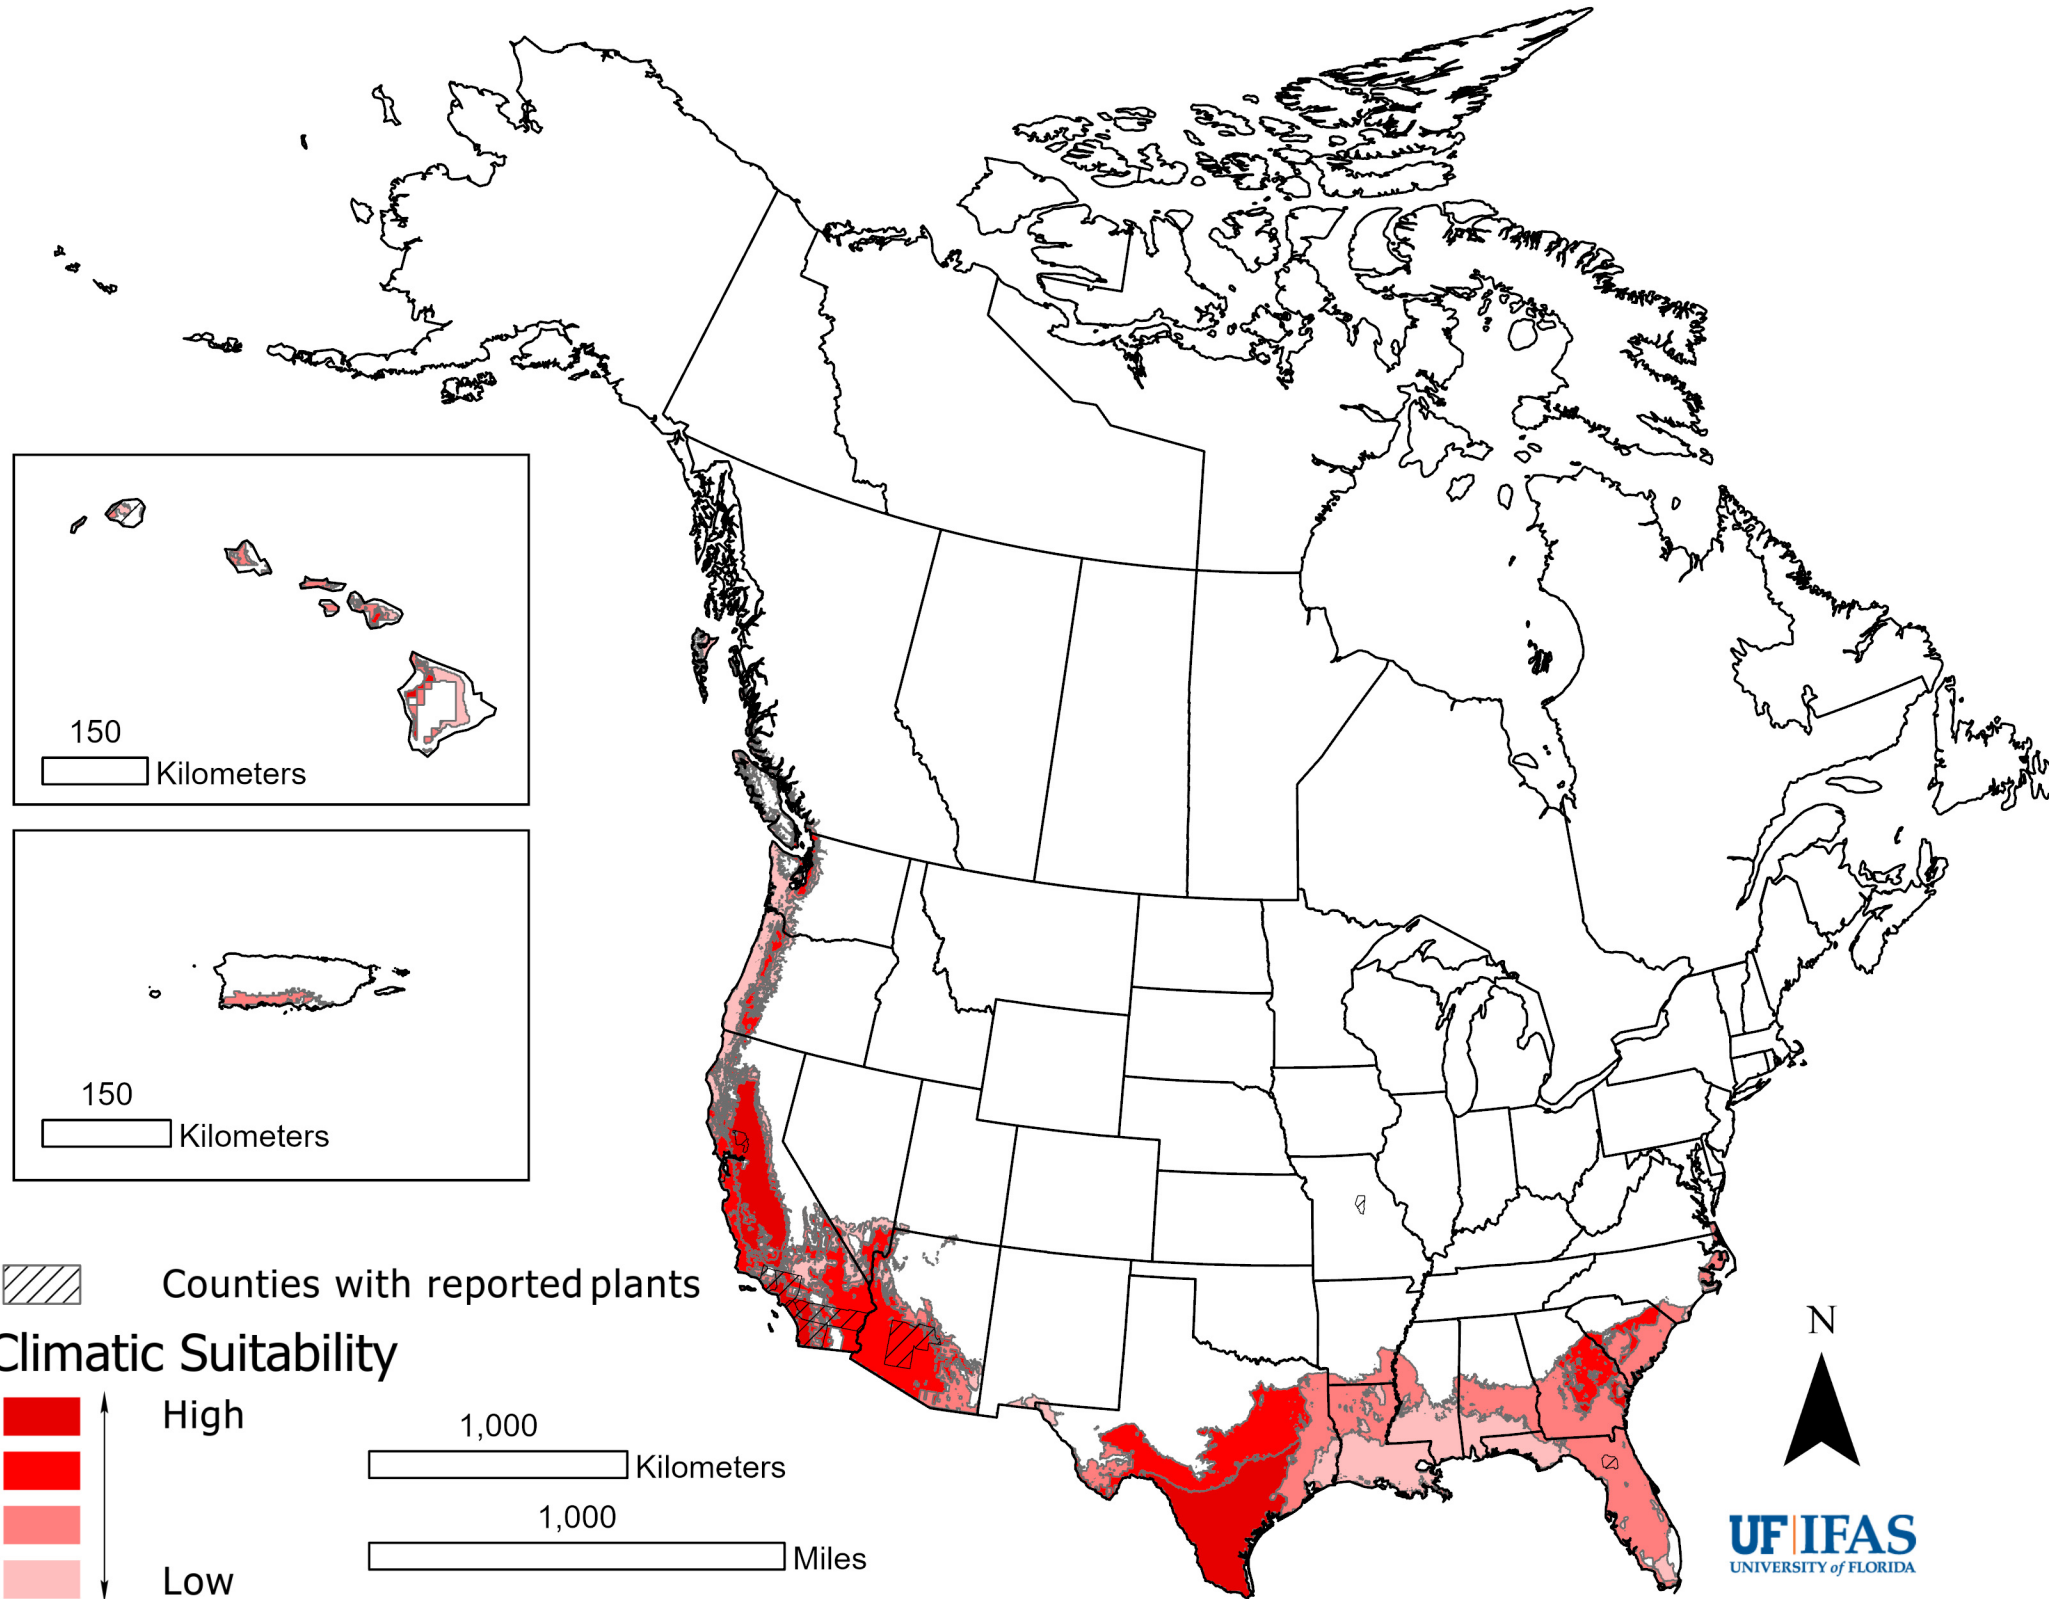 150
Kilometers
150
Kilometers
Counties with reported plants
Climatic Suitability
High
Low
1,000
Kilometers
1,000
Miles
N
UF|IFAS
UNIVERSITY of FLORIDA